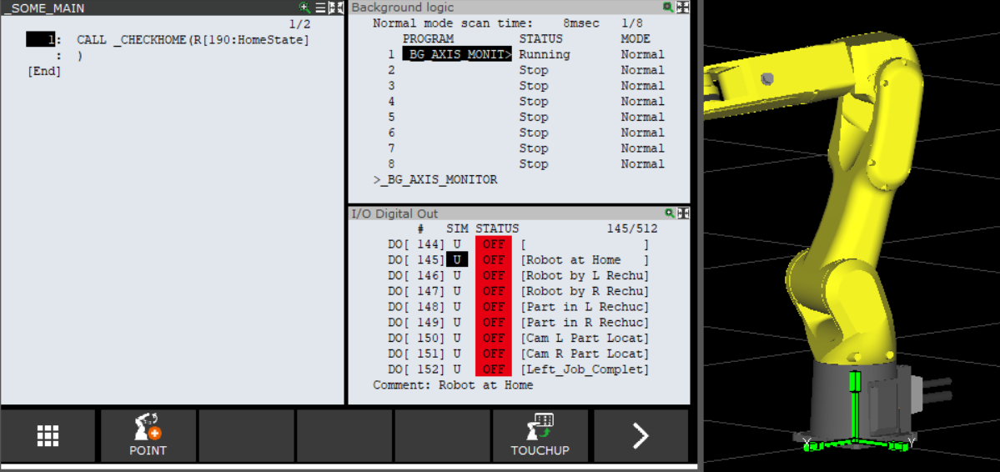 _SOME_MAIN
1/2
1: CALL _CHECKHOME(R[190:HomeState]
: )
[End]
Background logic
Normal mode scan time: 8msec 1/8
PROGRAM STATUS MODE
1 _BG_AXIS_MONIT> Running Normal
2 Stop Normal
3 Stop Normal
4 Stop Normal
5 Stop Normal
6 Stop Normal
7 Stop Normal
8 Stop Normal
>_BG_AXIS_MONITOR
I/O Digital Out
# SIM STATUS 145/512
DO[ 144] U OFF [ ]
DO[ 145] U OFF [Robot at Home ]
DO[ 146] U OFF [Robot by L Rechu]
DO[ 147] U OFF [Robot by R Rechu]
DO[ 148] U OFF [Part in L Rechuc]
DO[ 149] U OFF [Part in R Rechuc]
DO[ 150] U OFF [Cam L Part Locat]
DO[ 151] U OFF [Cam R Part Locat]
DO[ 152] U OFF [Left_Job_Complet]
Comment: Robot at Home
POINT
TOUCHUP
X
Y